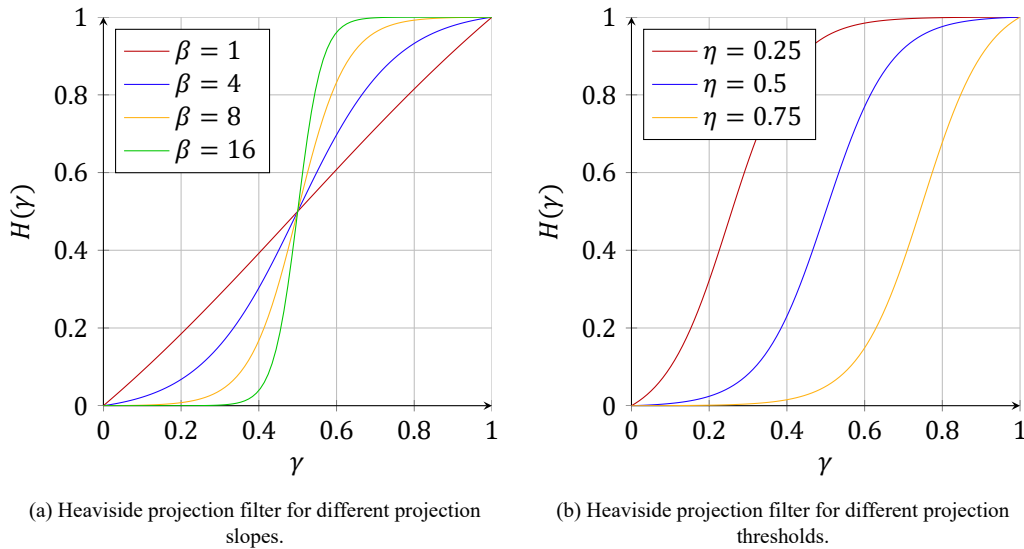 1
0.8
0.6
0.4
0.2
0
H(γ)
β = 1
β = 4
β = 8
β = 16
0
0.2
0.4
0.6
0.8
1
γ
(a) Heaviside projection filter for different projection
slopes.
1
0.8
0.6
0.4
0.2
0
H(γ)
η = 0.25
η = 0.5
η = 0.75
0
0.2
0.4
0.6
0.8
1
γ
(b) Heaviside projection filter for different projection
thresholds.